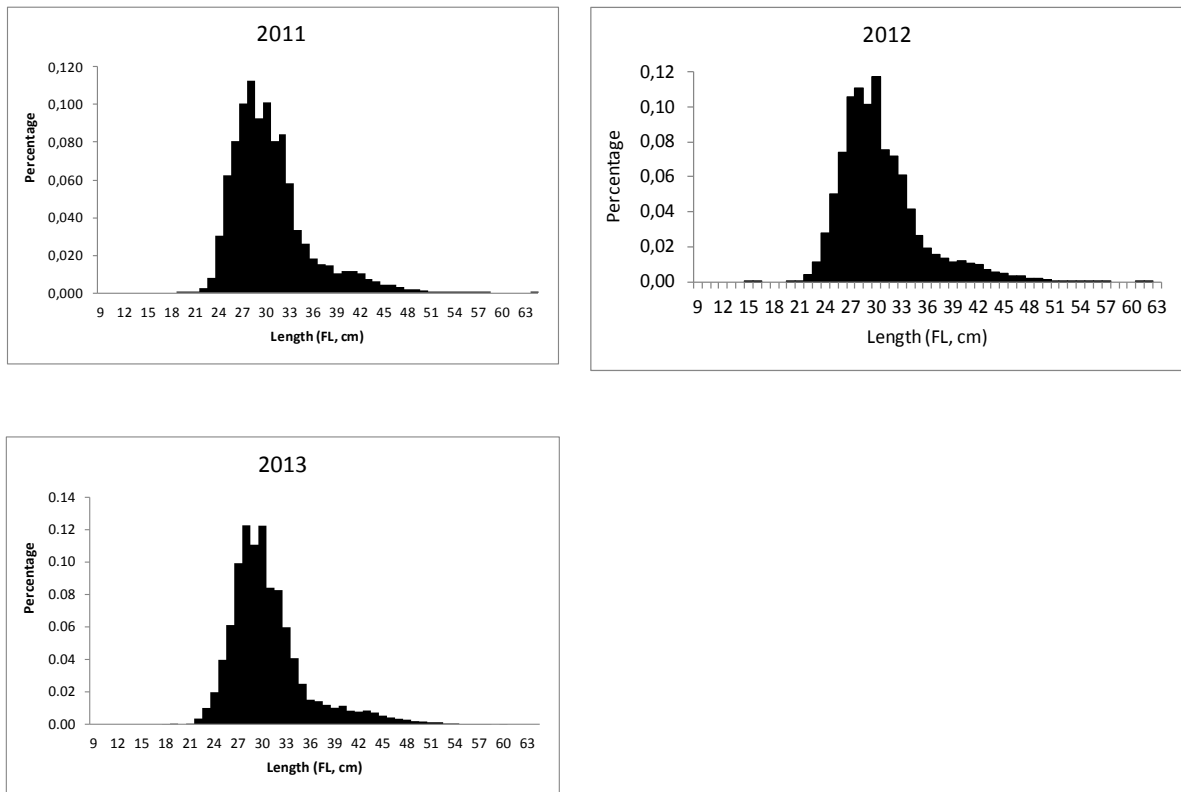 2011
0,120
0,100
0,080
0,060
0,040
0,020
0,000
Percentage
9 12 15 18 21 24 27 30 33 36 39 42 45 48 51 54 57 60 63
Length (FL, cm)
2012
0,12
0,10
0,08
0,06
0,04
0,02
0,00
Percentage
9 12 15 18 21 24 27 30 33 36 39 42 45 48 51 54 57 60 63
Length (FL, cm)
2013
0.14
0.12
0.10
0.08
0.06
0.04
0.02
0.00
Percentage
9 12 15 18 21 24 27 30 33 36 39 42 45 48 51 54 57 60 63
Length (FL, cm)